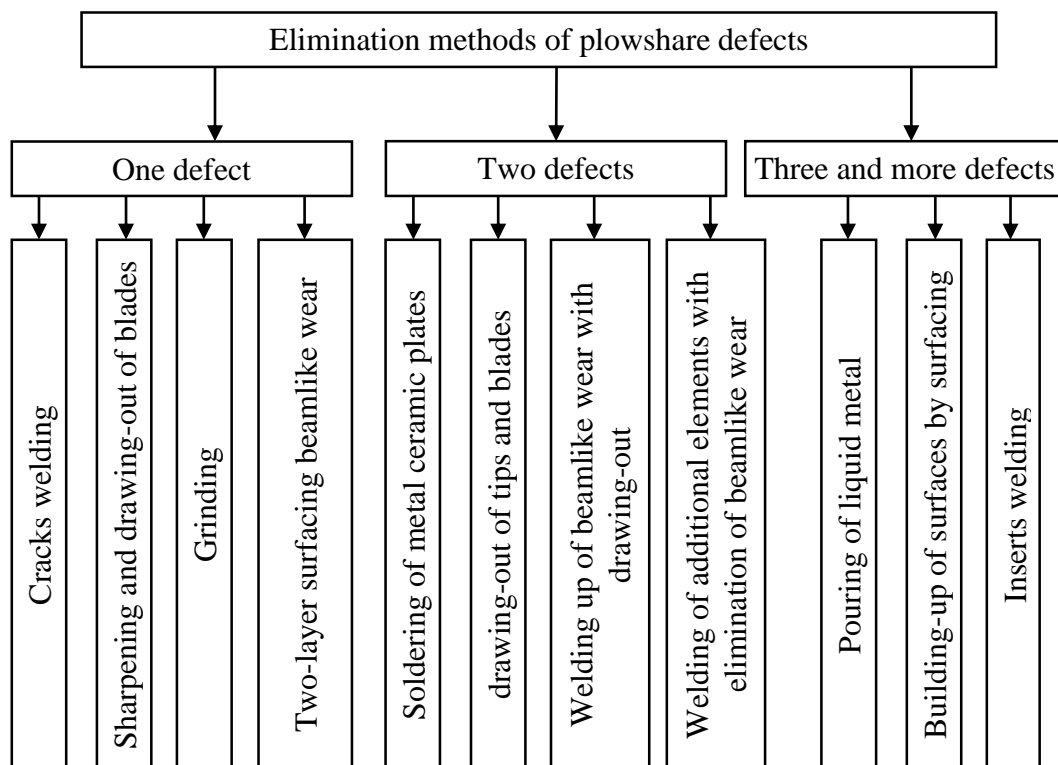 Elimination methods of plowshare defects
One defect
Two defects
Three and more defects
Cracks welding
Sharpening and drawing-out of blades
Grinding
Two-layer surfacing beamlike wear
Soldering of metal ceramic plates
drawing-out of tips and blades
Welding up of beamlike wear with
drawing-out
Welding of additional elements with
elimination of beamlike wear
Pouring of liquid metal
Building-up of surfaces by surfacing
Inserts welding